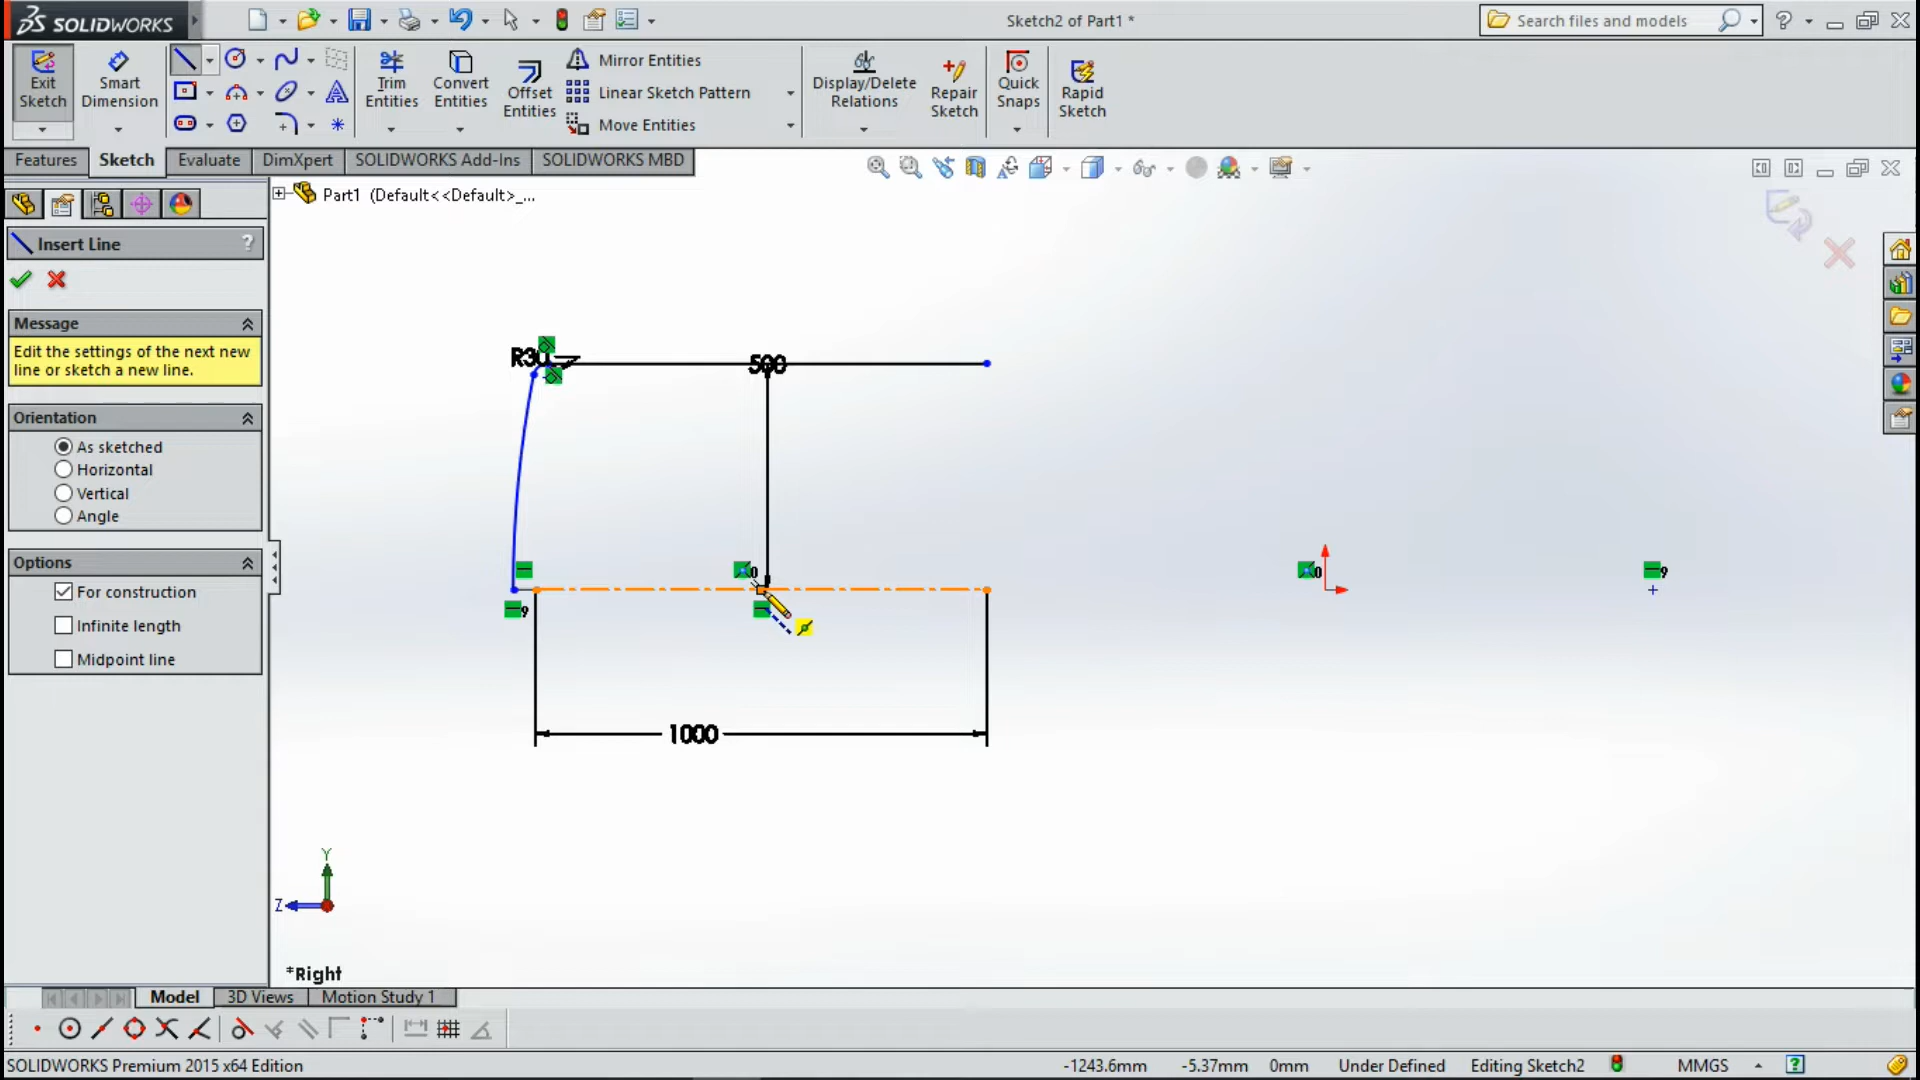 SOLIDWORKS
Sketch2 of Part1 *
Search files and models
Exit Sketch
Smart Dimension
Trim Entities
Convert Entities
Offset Entities
Mirror Entities
Linear Sketch Pattern
Move Entities
Display/Delete Relations
Repair Sketch
Quick Snaps
Rapid Sketch
Features
Sketch
Evaluate
DimXpert
SOLIDWORKS Add-Ins
SOLIDWORKS MBD
Part1 (Default<<Default>_...
Insert Line
?
Message
Edit the settings of the next new
line or sketch a new line.
Orientation
As sketched
Horizontal
Vertical
Angle
Options
For construction
Infinite length
Midpoint line
R30
500
0
0
9
9
1000
Y
Z
*Right
Model
3D Views
Motion Study 1
SOLIDWORKS Premium 2015 x64 Edition
-1243.6mm
-5.37mm
0mm
Under Defined
Editing Sketch2
MMGS